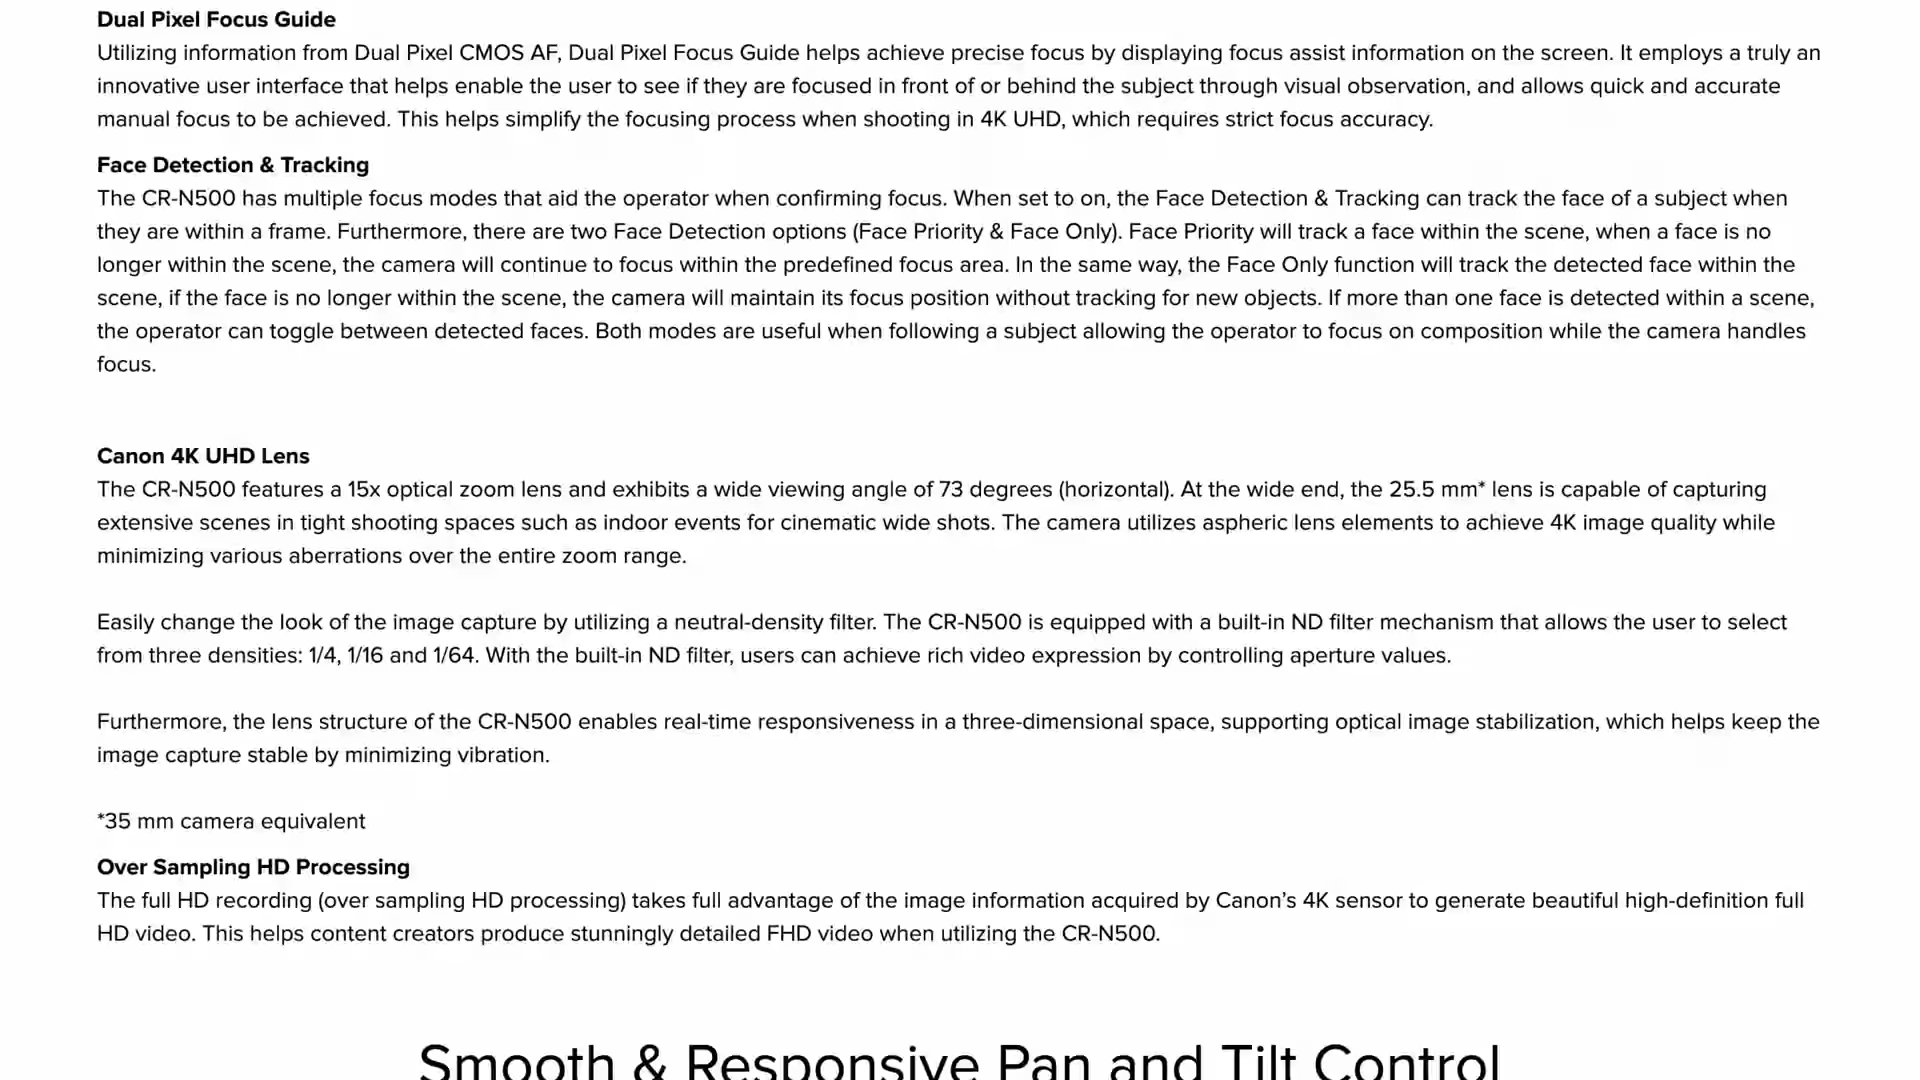 Dual Pixel Focus Guide
Utilizing information from Dual Pixel CMOS AF, Dual Pixel Focus Guide helps achieve precise focus by displaying focus assist information on the screen. It employs a truly an
innovative user interface that helps enable the user to see if they are focused in front of or behind the subject through visual observation, and allows quick and accurate
manual focus to be achieved. This helps simplify the focusing process when shooting in 4K UHD, which requires strict focus accuracy.
Face Detection & Tracking
The CR-N500 has multiple focus modes that aid the operator when confirming focus. When set to on, the Face Detection & Tracking can track the face of a subject when
they are within a frame. Furthermore, there are two Face Detection options (Face Priority & Face Only). Face Priority will track a face within the scene, when a face is no
longer within the scene, the camera will continue to focus within the predefined focus area. In the same way, the Face Only function will track the detected face within the
scene, if the face is no longer within the scene, the camera will maintain its focus position without tracking for new objects. If more than one face is detected within a scene,
the operator can toggle between detected faces. Both modes are useful when following a subject allowing the operator to focus on composition while the camera handles
focus.
Canon 4K UHD Lens
The CR-N500 features a 15x optical zoom lens and exhibits a wide viewing angle of 73 degrees (horizontal). At the wide end, the 25.5 mm* lens is capable of capturing
extensive scenes in tight shooting spaces such as indoor events for cinematic wide shots. The camera utilizes aspheric lens elements to achieve 4K image quality while
minimizing various aberrations over the entire zoom range.
Easily change the look of the image capture by utilizing a neutral-density filter. The CR-N500 is equipped with a built-in ND filter mechanism that allows the user to select
from three densities: 1/4, 1/16 and 1/64. With the built-in ND filter, users can achieve rich video expression by controlling aperture values.
Furthermore, the lens structure of the CR-N500 enables real-time responsiveness in a three-dimensional space, supporting optical image stabilization, which helps keep the
image capture stable by minimizing vibration.
*35 mm camera equivalent
Over Sampling HD Processing
The full HD recording (over sampling HD processing) takes full advantage of the image information acquired by Canon’s 4K sensor to generate beautiful high-definition full
HD video. This helps content creators produce stunningly detailed FHD video when utilizing the CR-N500.
Smooth & Responsive Pan and Tilt Control